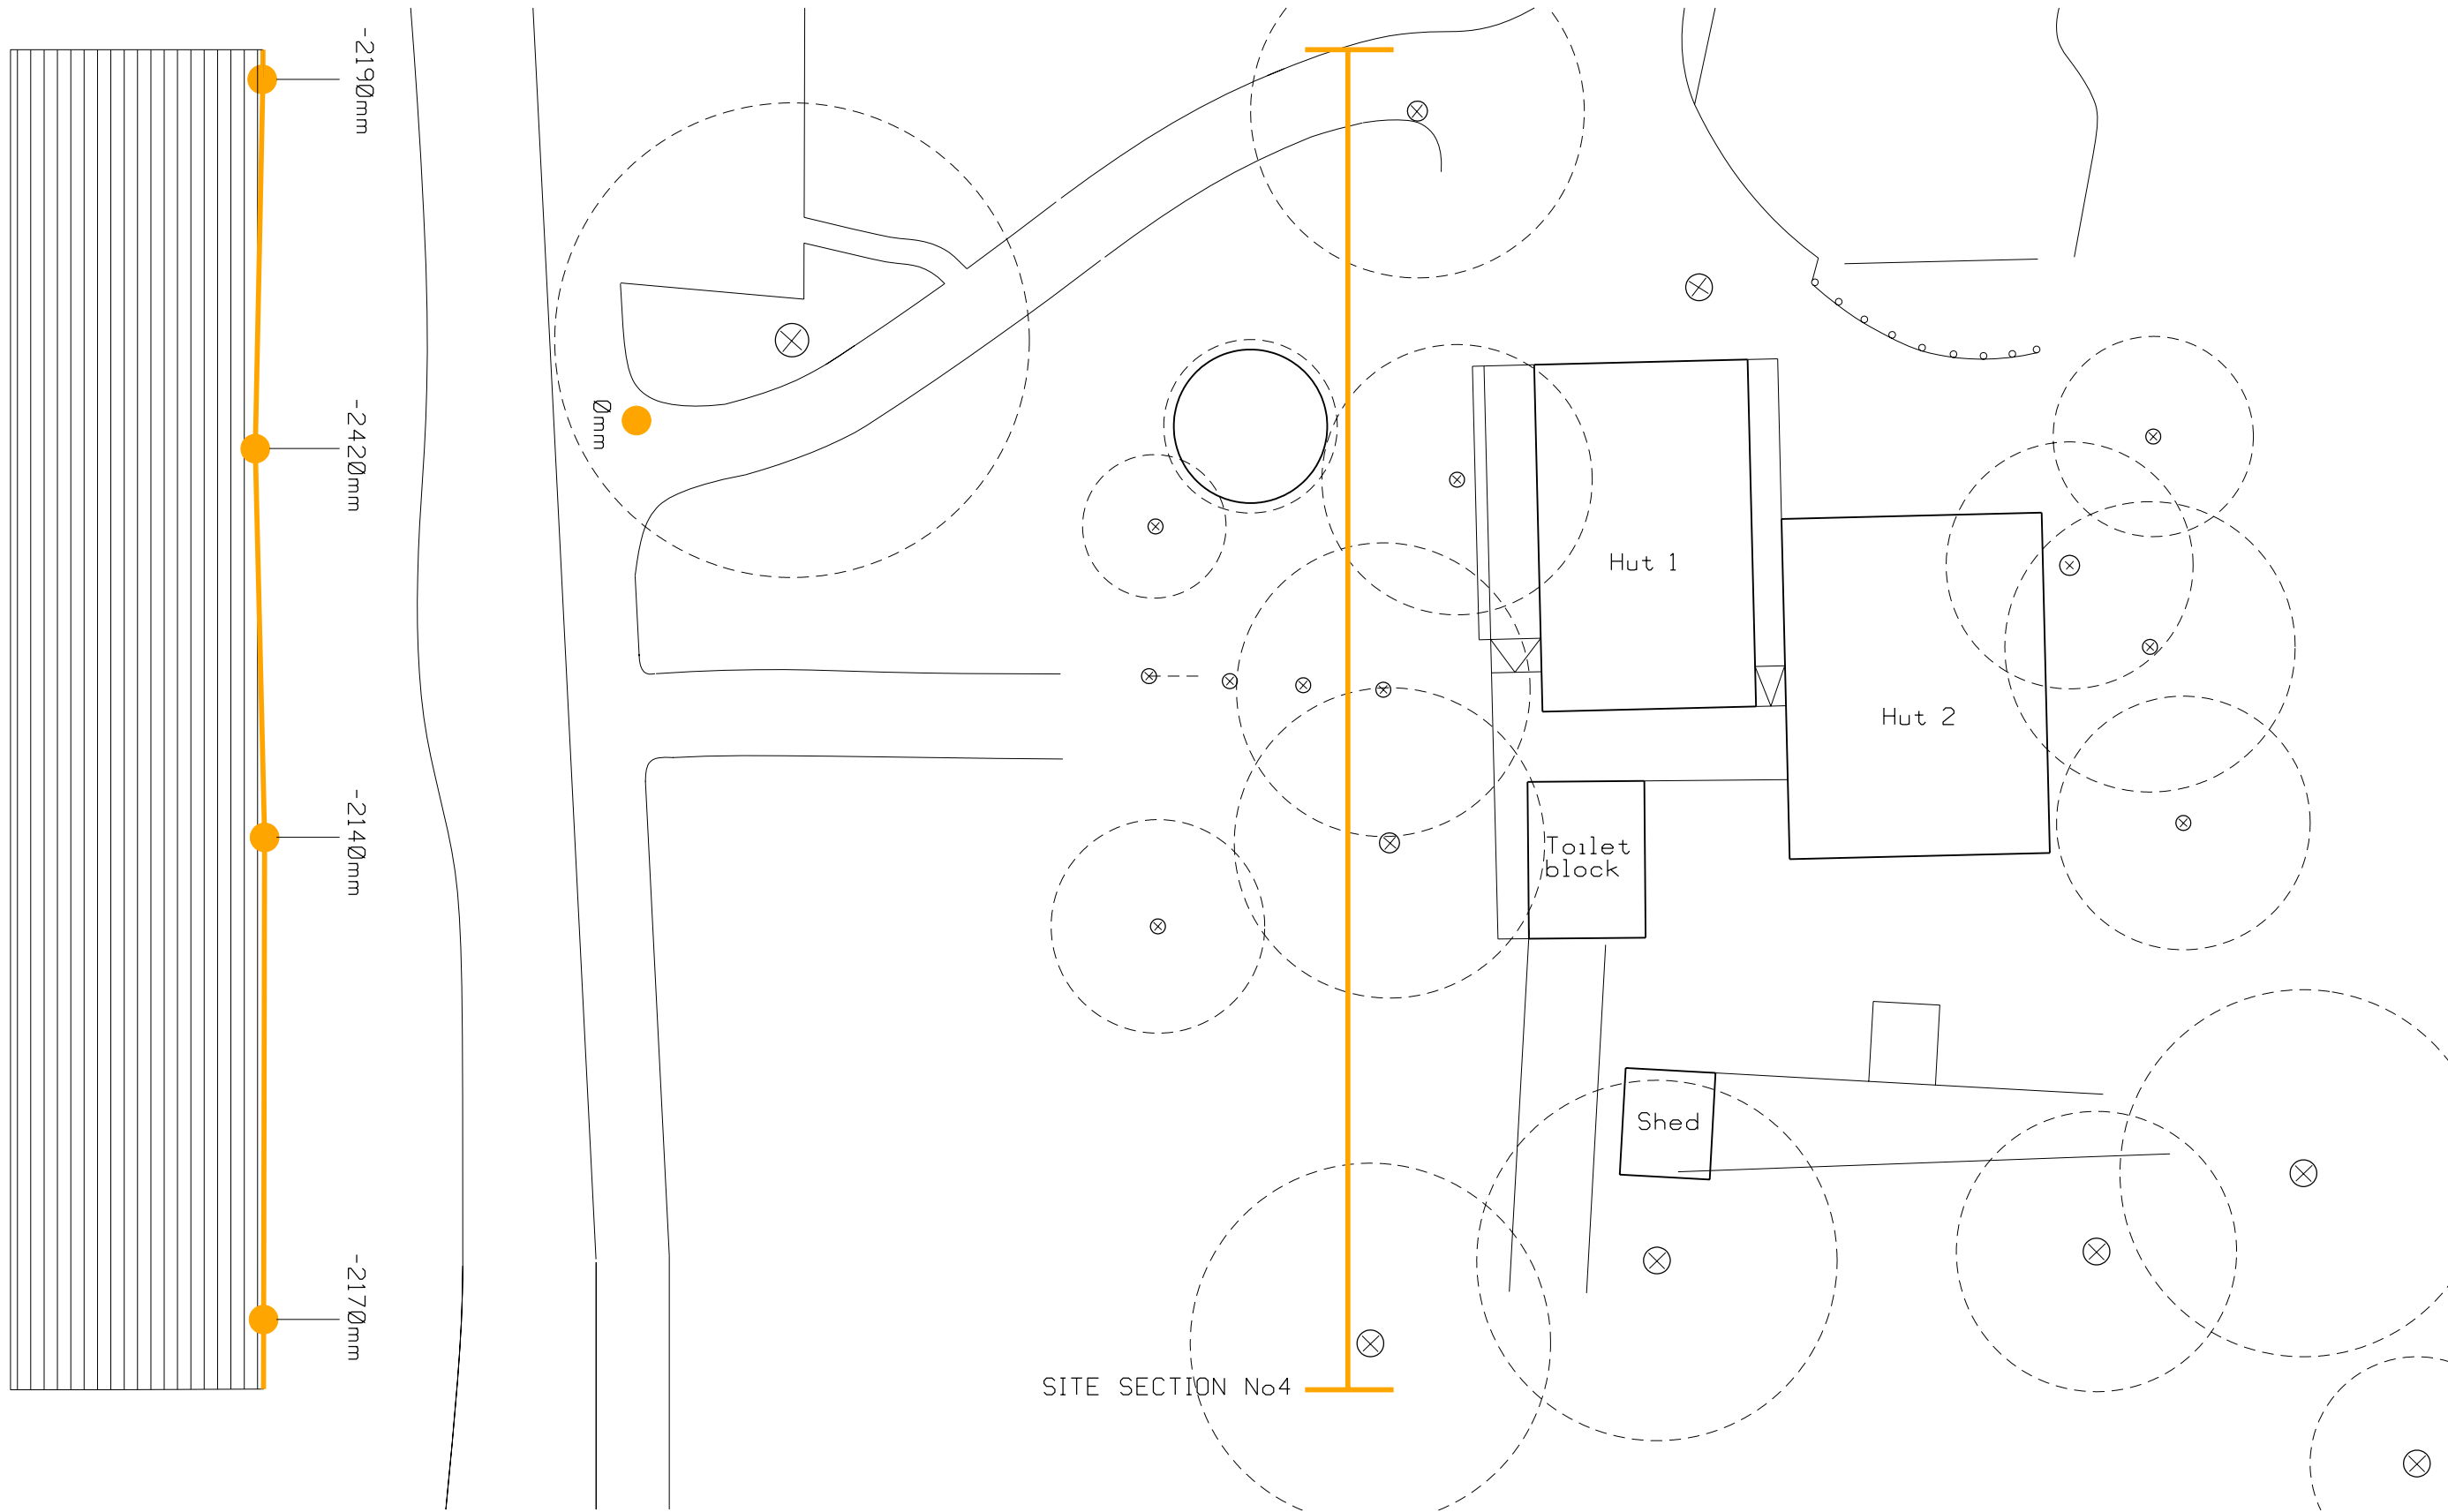 -2190mm
-2420mm
0mm
Hut 1
Hut 2
-2140mm
Toilet
block
Shed
-2170mm
SITE SECTION No4